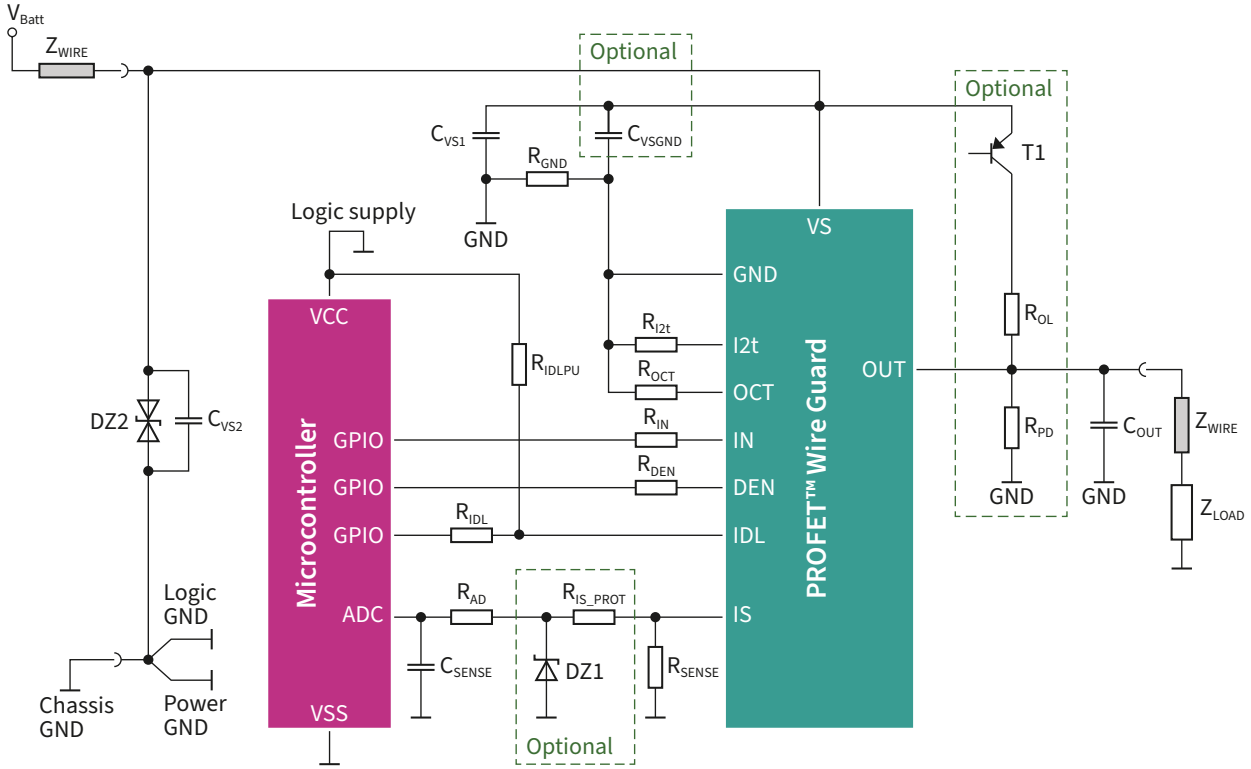 VBatt
ZWIRE
Optional
Optional
CVS1
CVSGND
T1
RGND
Logic supply
GND
VS
GND
VCC
RI2t
I2t
ROL
RIDLPU
ROCT
OCT
OUT
DZ2
CVS2
Microcontroller
PROFET™ Wire Guard
GPIO
RIN
IN
RPD
COUT
ZWIRE
GPIO
RDEN
DEN
GND
GND
ZLOAD
GPIO
RIDL
IDL
Logic
GND
ADC
RAD
RIS_PROT
IS
CSENSE
DZ1
RSENSE
Chassis
GND
Power
GND
VSS
Optional